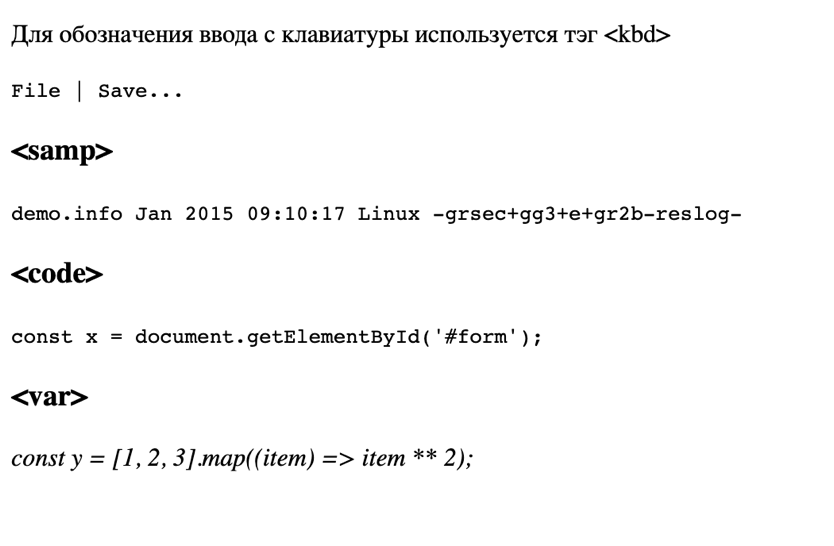 Для обозначения ввода с клавиатуры используется тэг <kbd>
File | Save...
<samp>
demo.info Jan 2015 09:10:17 Linux -grsec+gg3+e+gr2b-reslog-
<code>
const x = document.getElementById('#form');
<var>
const y = [1, 2, 3].map((item) => item ** 2);